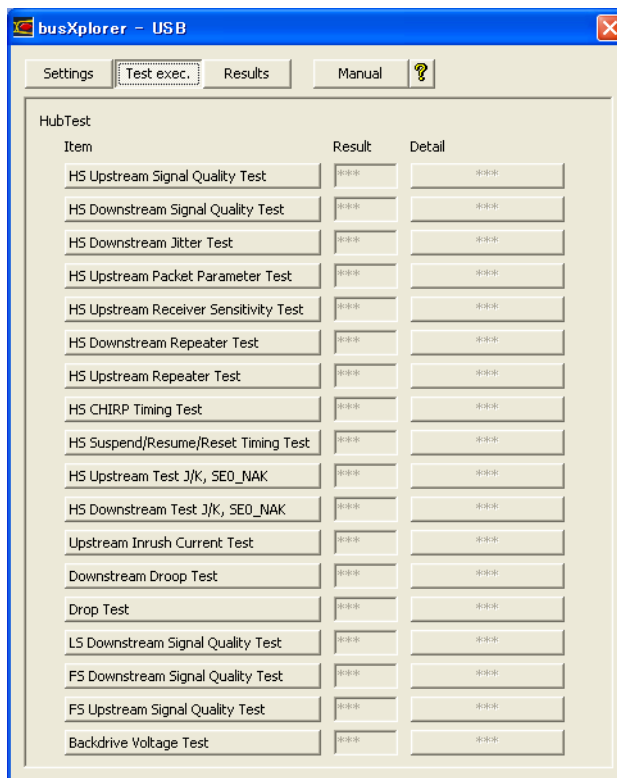 busXplorer - USB
Settings Test exec. Results Manual ?
HubTest
Item Result Detail
HS Upstream Signal Quality Test *** ***
HS Downstream Signal Quality Test *** ***
HS Downstream Jitter Test *** ***
HS Upstream Packet Parameter Test *** ***
HS Upstream Receiver Sensitivity Test *** ***
HS Downstream Repeater Test *** ***
HS Upstream Repeater Test *** ***
HS CHIRP Timing Test *** ***
HS Suspend/Resume/Reset Timing Test *** ***
HS Upstream Test J/K, SE0_NAK *** ***
HS Downstream Test J/K, SE0_NAK *** ***
Upstream Inrush Current Test *** ***
Downstream Droop Test *** ***
Drop Test *** ***
LS Downstream Signal Quality Test *** ***
FS Downstream Signal Quality Test *** ***
FS Upstream Signal Quality Test *** ***
Backdrive Voltage Test *** ***